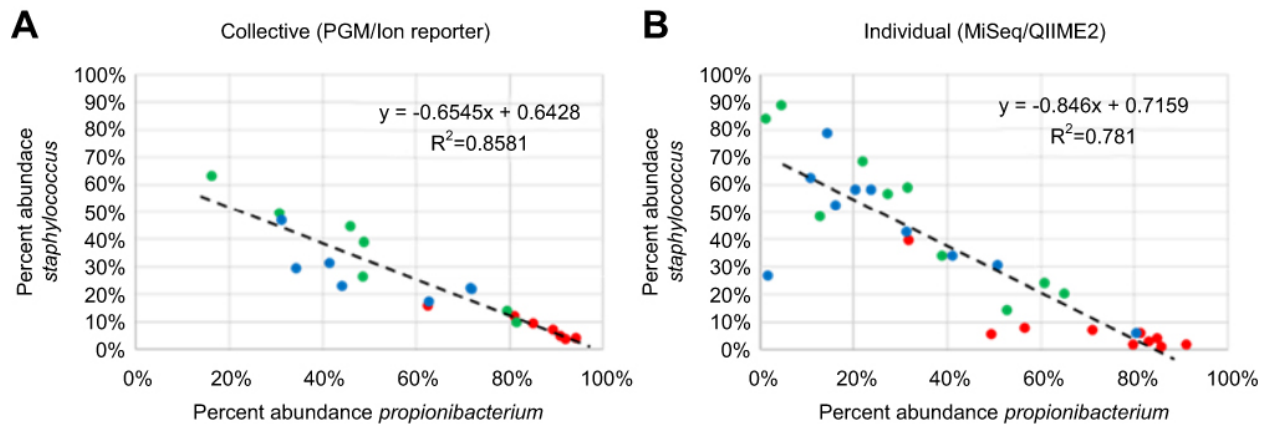 A
Collective (PGM/Ion reporter)
100%
90%
80%
70%
60%
50%
40%
30%
20%
10%
0%
Percent abundace
staphylococcus
y = -0.6545x + 0.6428
R²=0.8581
0% 20% 40% 60% 80% 100%
Percent abundance propionibacterium
B
Individual (MiSeq/QIIME2)
100%
90%
80%
70%
60%
50%
40%
30%
20%
10%
0%
Percent abundace
staphylococcus
y = -0.846x + 0.7159
R²=0.781
0% 20% 40% 60% 80% 100%
Percent abundance propionibacterium